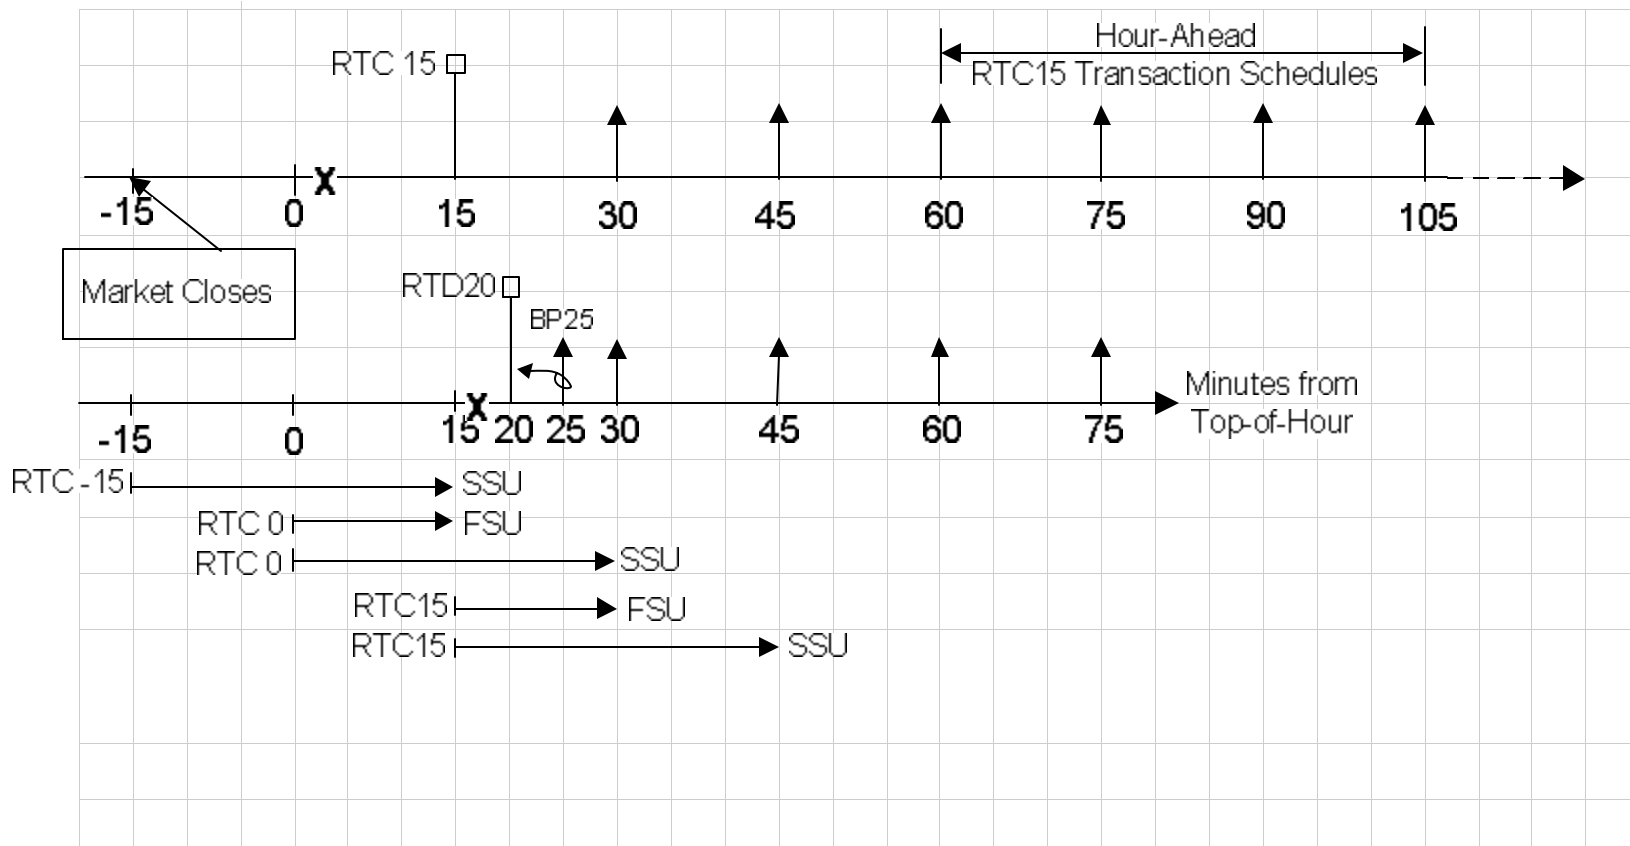 Hour-Ahead
RTC 15
RTC15 Transaction Schedules
X
-15 0 15 30 45 60 75 90 105
Market Closes
RTD20
BP25
X
Minutes from
Top-of-Hour
-15 0 15 20 25 30 45 60 75
RTC -15 SSU
RTC 0 FSU
RTC 0 SSU
RTC15 FSU
RTC15 SSU